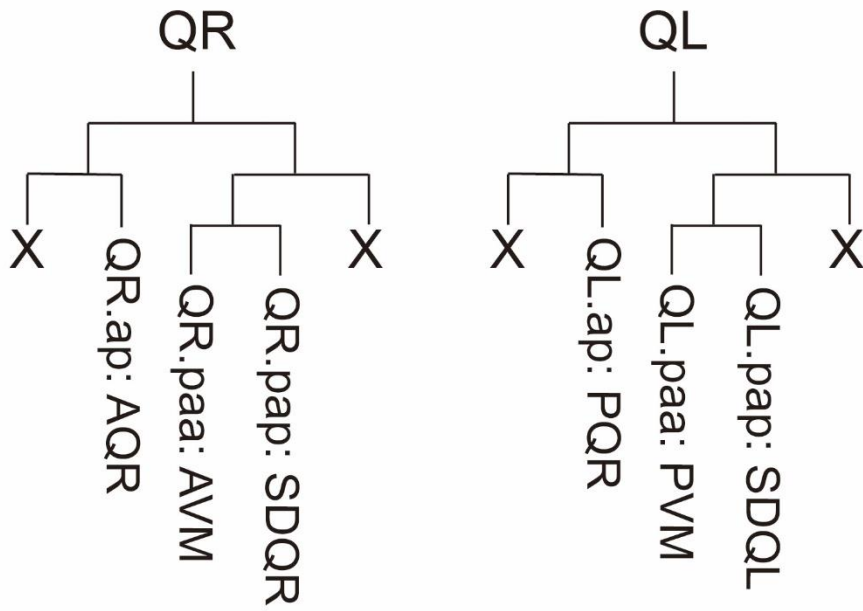 QR
X
QR.ap: AQR
QR.paa: AVM
QR.pap: SDQR
X
QL
X
QL.ap: PQR
QL.paa: PVM
QL.pap: SDQL
X